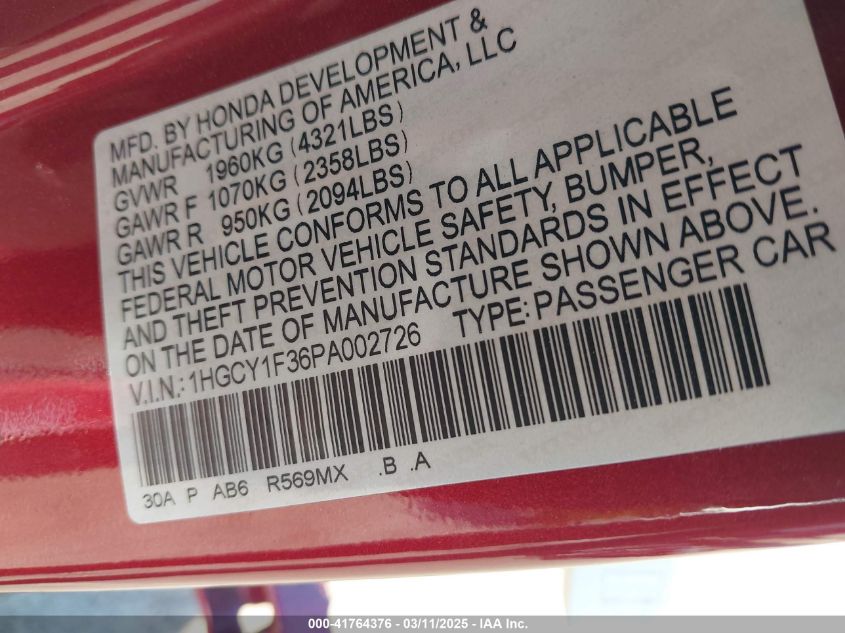 MFD. BY HONDA DEVELOPMENT &
MANUFACTURING OF AMERICA, LLC
GVWR 1960KG (4321LBS)
GAWR F 1070KG (2358LBS)
GAWR R 950KG (2094LBS)
THIS VEHICLE CONFORMS TO ALL APPLICABLE
FEDERAL MOTOR VEHICLE SAFETY, BUMPER,
AND THEFT PREVENTION STANDARDS IN EFFECT
ON THE DATE OF MANUFACTURE SHOWN ABOVE.
V.I.N.: 1HGCY1F36PA002726 TYPE: PASSENGER CAR
30A P AB6 R569MX .B .A
000-41764376 - 03/11/2025 - IAA Inc.